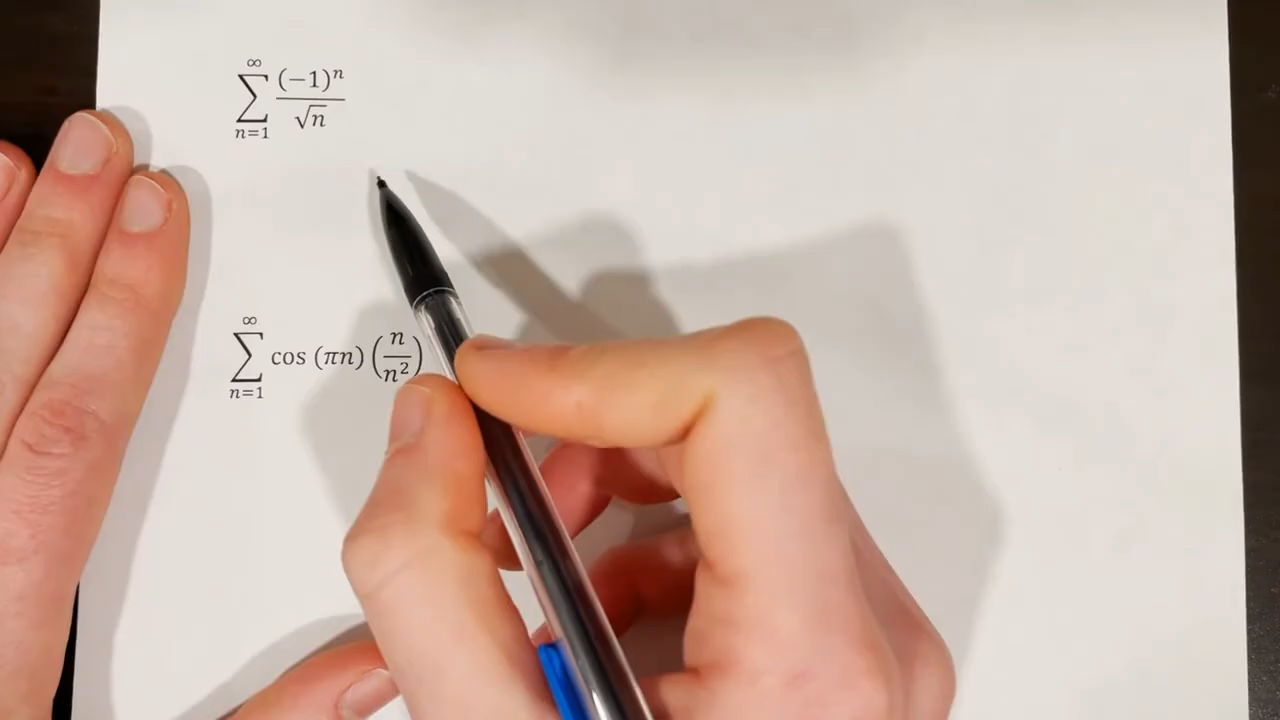 ∞
∑ (−1)ⁿ / √n
n=1
∞
∑ cos (πn) (n / n²)
n=1